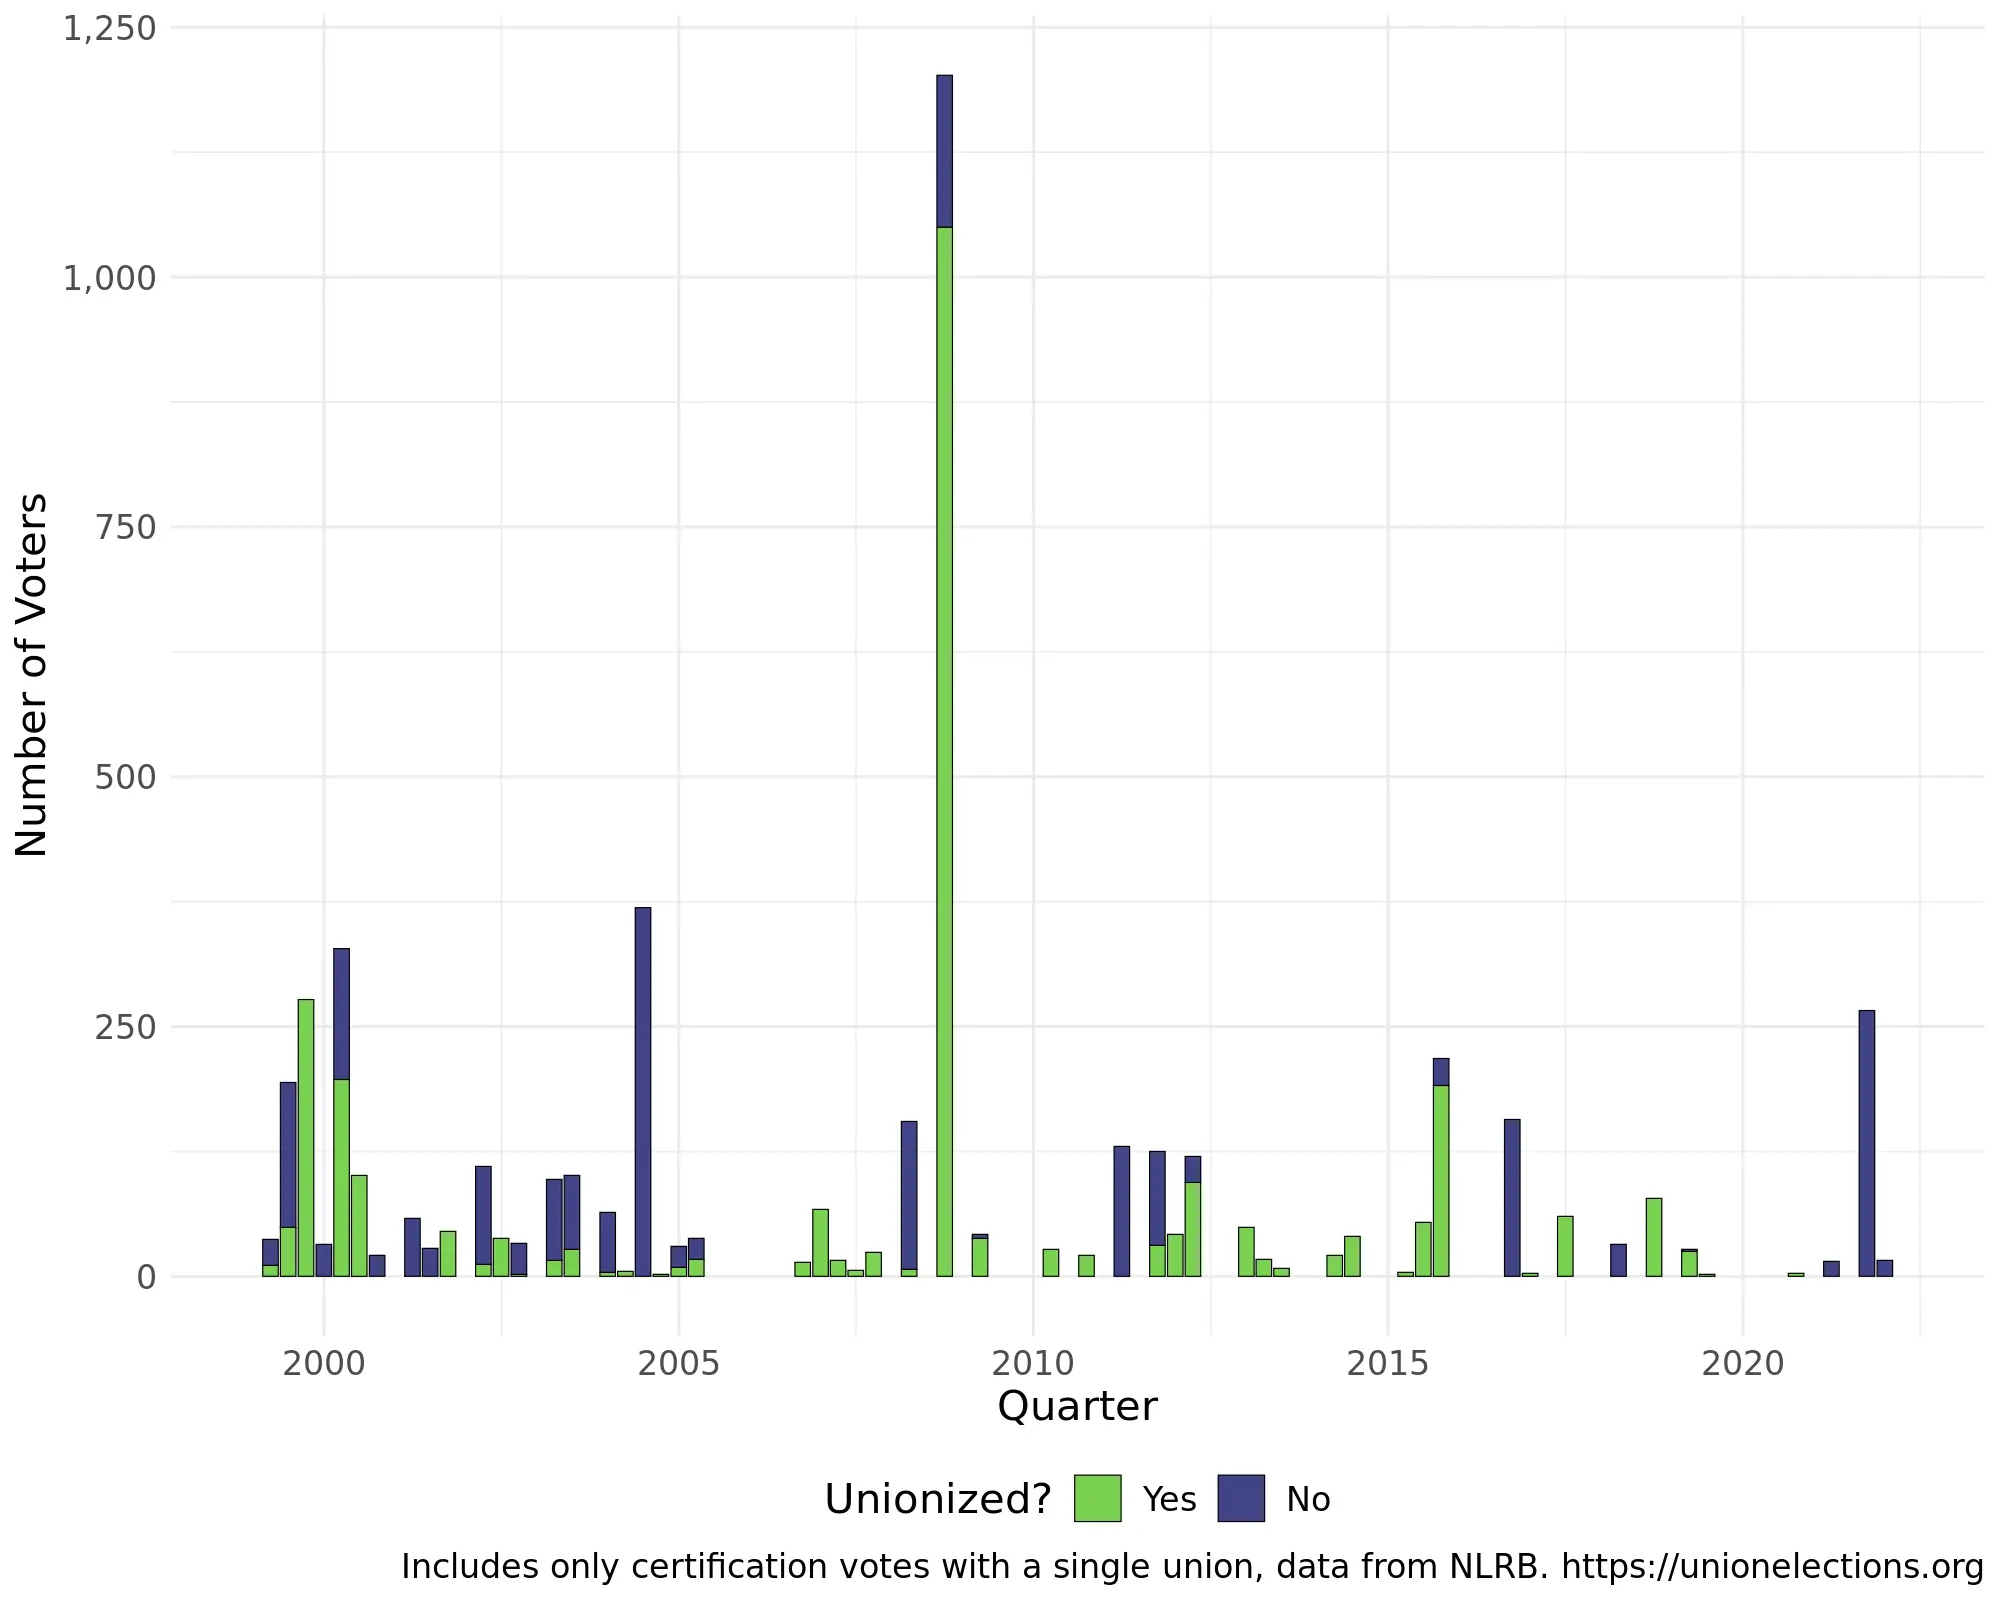 1,250
1,000
750
500
250
0
Number of Voters
2000 2005 2010 2015 2020
Quarter
Unionized? Yes No
Includes only certification votes with a single union, data from NLRB. https://unionelections.org